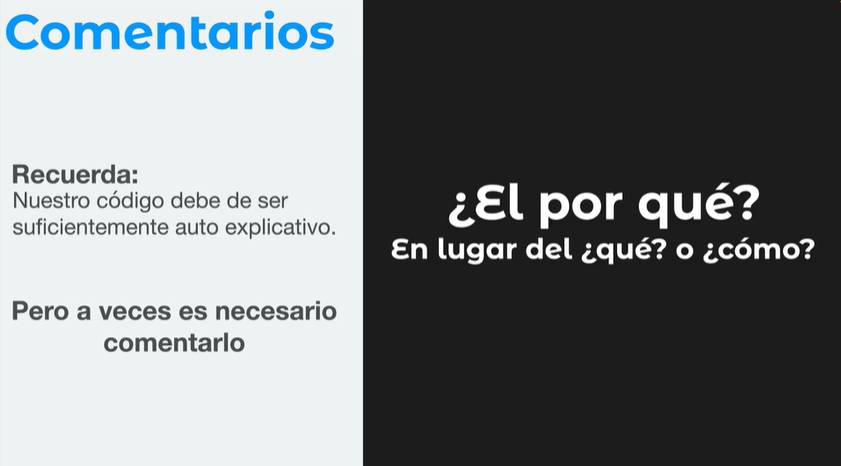 Comentarios
Recuerda:
Nuestro código debe de ser
suficientemente auto explicativo.
Pero a veces es necesario
comentarlo
¿El por qué?
En lugar del ¿qué? o ¿cómo?